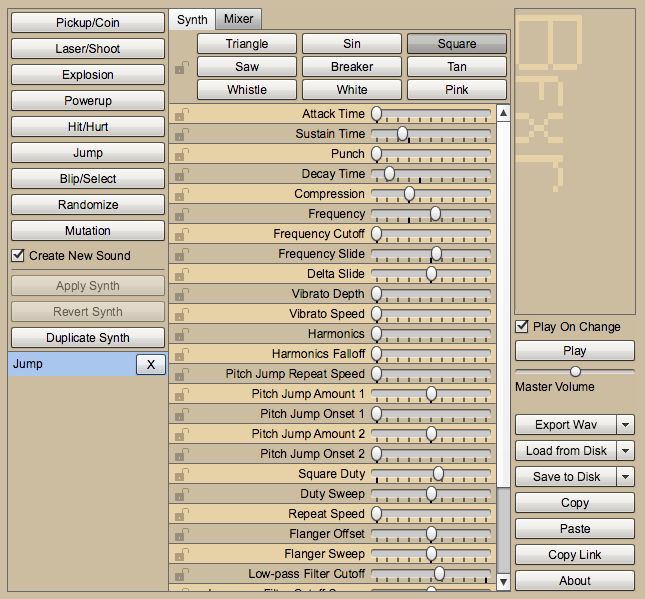 Pickup/Coin
Laser/Shoot
Explosion
Powerup
Hit/Hurt
Jump
Blip/Select
Randomize
Mutation
Create New Sound
Apply Synth
Revert Synth
Duplicate Synth
Jump X
Synth Mixer
Triangle Sin Square
Saw Breaker Tan
Whistle White Pink
Attack Time
Sustain Time
Punch
Decay Time
Compression
Frequency
Frequency Cutoff
Frequency Slide
Delta Slide
Vibrato Depth
Vibrato Speed
Harmonics
Harmonics Falloff
Pitch Jump Repeat Speed
Pitch Jump Amount 1
Pitch Jump Onset 1
Pitch Jump Amount 2
Pitch Jump Onset 2
Square Duty
Duty Sweep
Repeat Speed
Flanger Offset
Flanger Sweep
Low-pass Filter Cutoff
Play On Change
Play
Master Volume
Export Wav
Load from Disk
Save to Disk
Copy
Paste
Copy Link
About